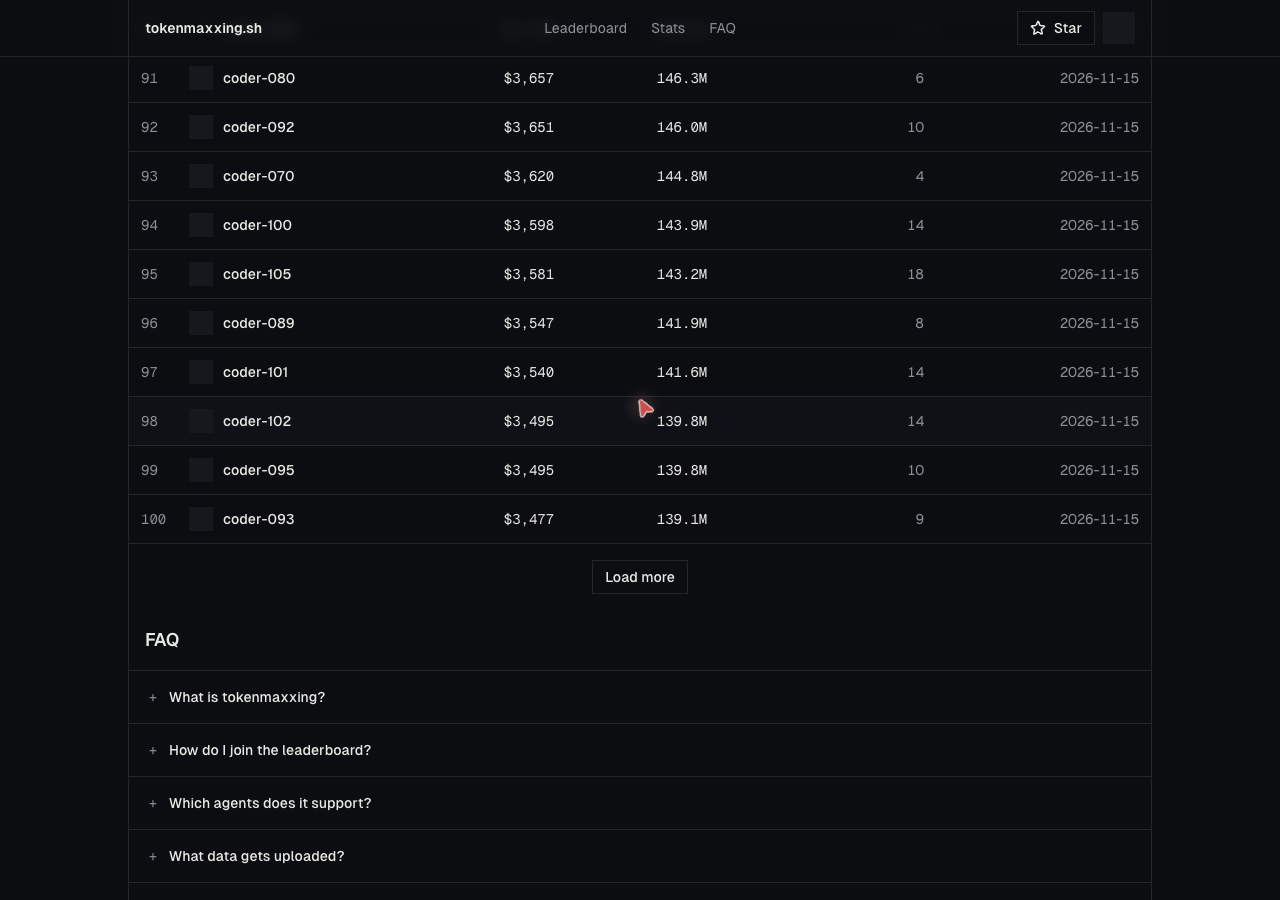 tokenmaxxing.sh Leaderboard Stats FAQ Star
91 coder-080 $3,657 146.3M 6 2026-11-15
92 coder-092 $3,651 146.0M 10 2026-11-15
93 coder-070 $3,620 144.8M 4 2026-11-15
94 coder-100 $3,598 143.9M 14 2026-11-15
95 coder-105 $3,581 143.2M 18 2026-11-15
96 coder-089 $3,547 141.9M 8 2026-11-15
97 coder-101 $3,540 141.6M 14 2026-11-15
98 coder-102 $3,495 139.8M 14 2026-11-15
99 coder-095 $3,495 139.8M 10 2026-11-15
100 coder-093 $3,477 139.1M 9 2026-11-15
Load more
FAQ
+ What is tokenmaxxing?
+ How do I join the leaderboard?
+ Which agents does it support?
+ What data gets uploaded?